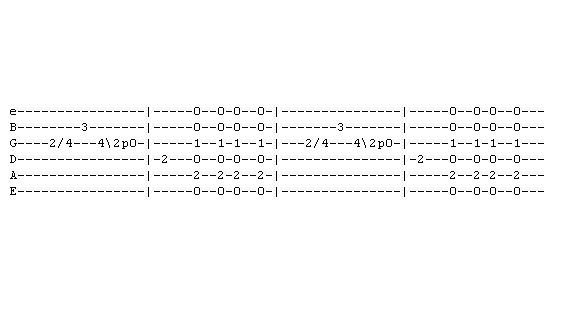 e----------------|-----0--0-0--0-|---------------|-----0--0-0--0---
B--------3-------|-----0--0-0--0-|-------3-------|-----0--0-0--0---
G----2/4---4\2p0-|-----1--1-1--1-|---2/4---4\2p0-|-----1--1-1--1---
D----------------|-2---0--0-0--0-|---------------|-2---0--0-0--0---
A----------------|-----2--2-2--2-|---------------|-----2--2-2--2---
E----------------|-----0--0-0--0-|---------------|-----0--0-0--0---